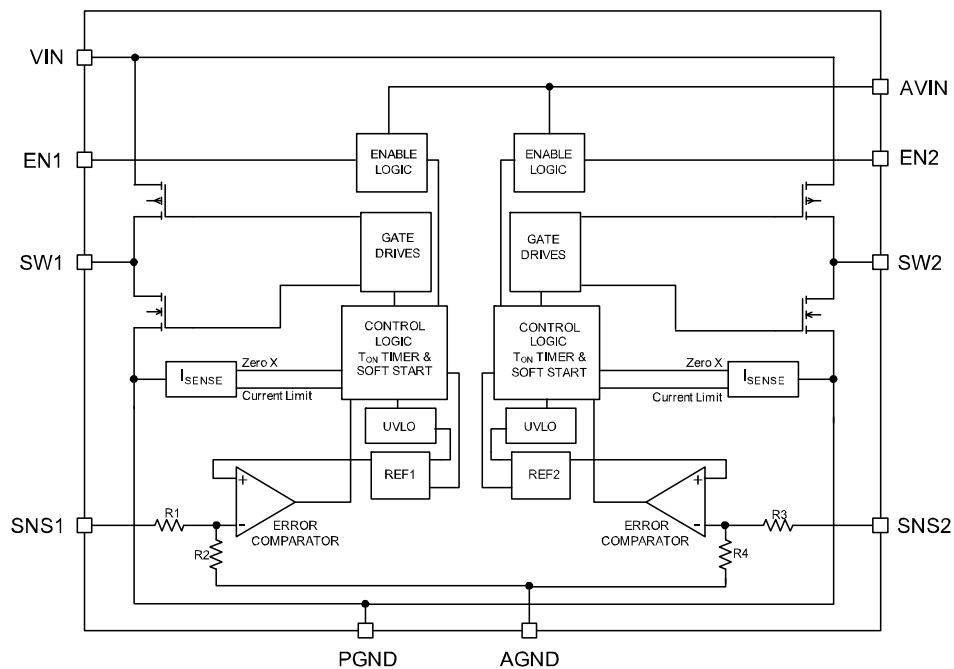 VIN
AVIN
EN1
ENABLE
LOGIC
ENABLE
LOGIC
EN2
GATE
DRIVES
GATE
DRIVES
SW1
SW2
CONTROL
LOGIC
TON TIMER &
SOFT START
CONTROL
LOGIC
TON TIMER &
SOFT START
ISENSE
Zero X
Current Limit
Zero X
Current Limit
ISENSE
UVLO
UVLO
REF1
REF2
+
-
+
-
SNS1
R1
R2
ERROR
COMPARATOR
ERROR
COMPARATOR
R3
R4
SNS2
PGND
AGND